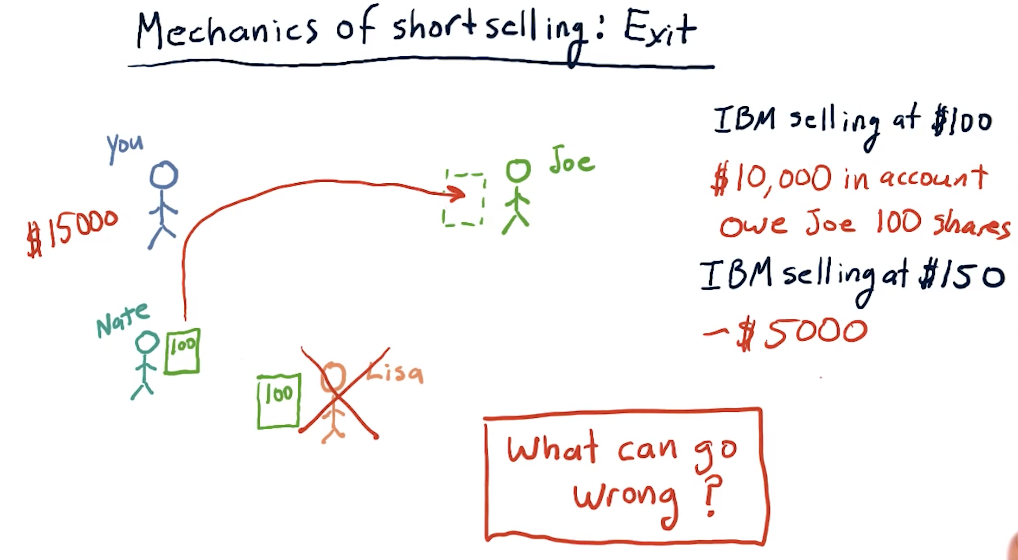 Mechanics of shortselling: Exit
You
$15000
Joe
Nate
100
100
Lisa
IBM selling at $100
$10,000 in account
owe Joe 100 shares
IBM selling at $150
- $5000
What can go
wrong?